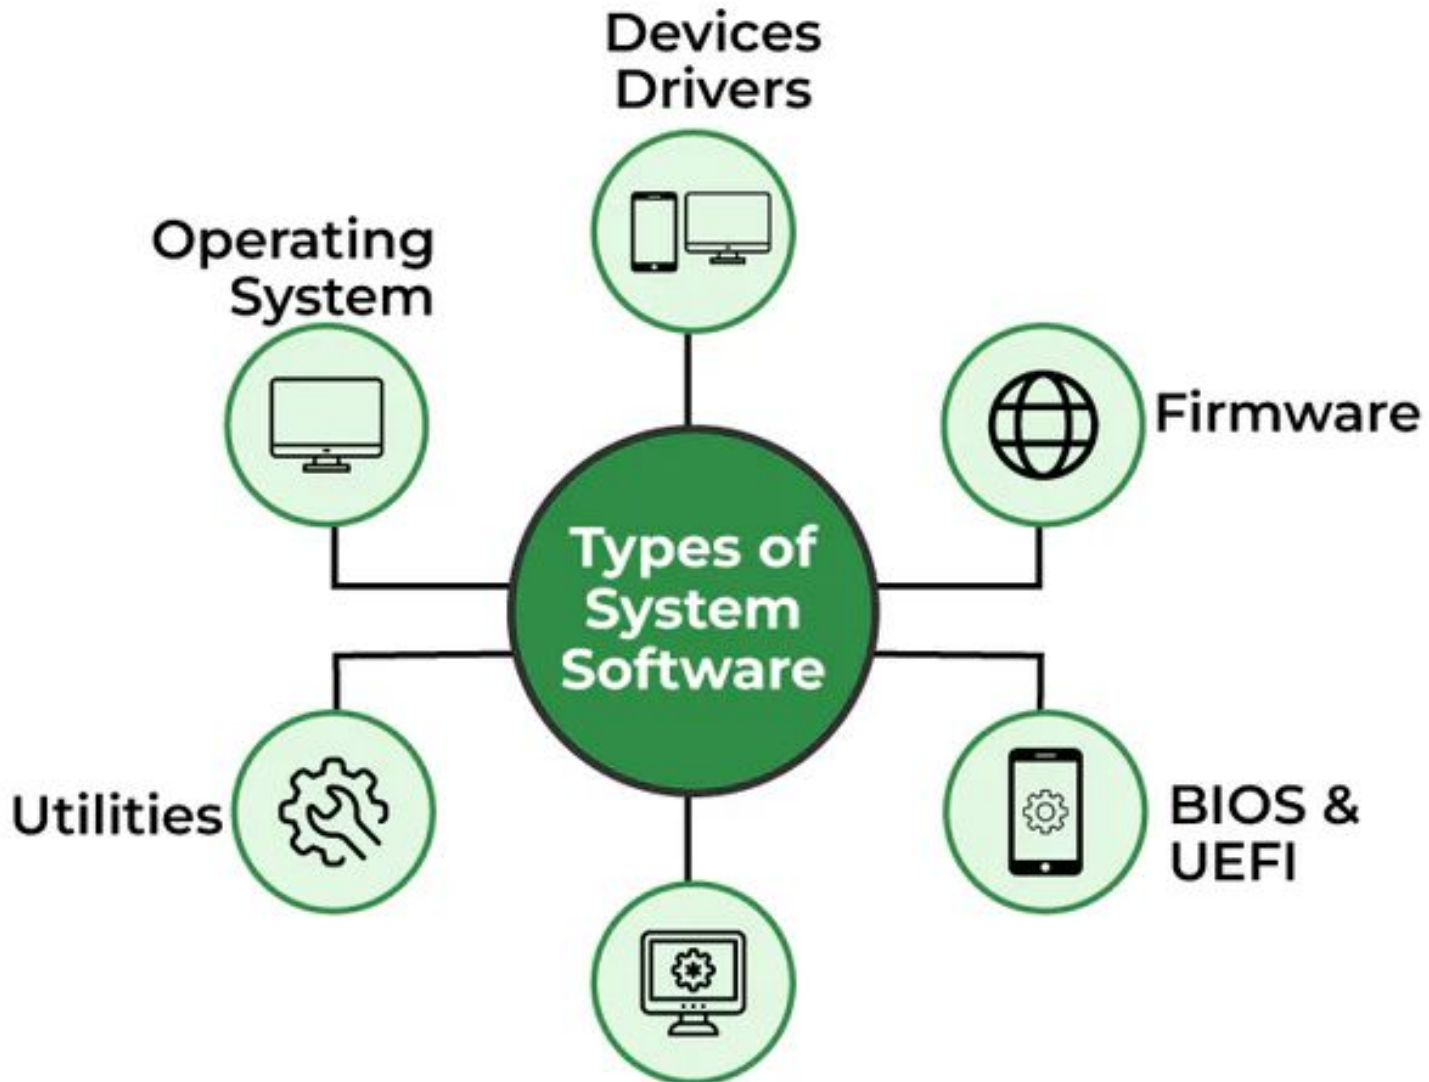 Devices
Drivers
Operating
System
Firmware
Types of
System
Software
Utilities
BIOS &
UEFI